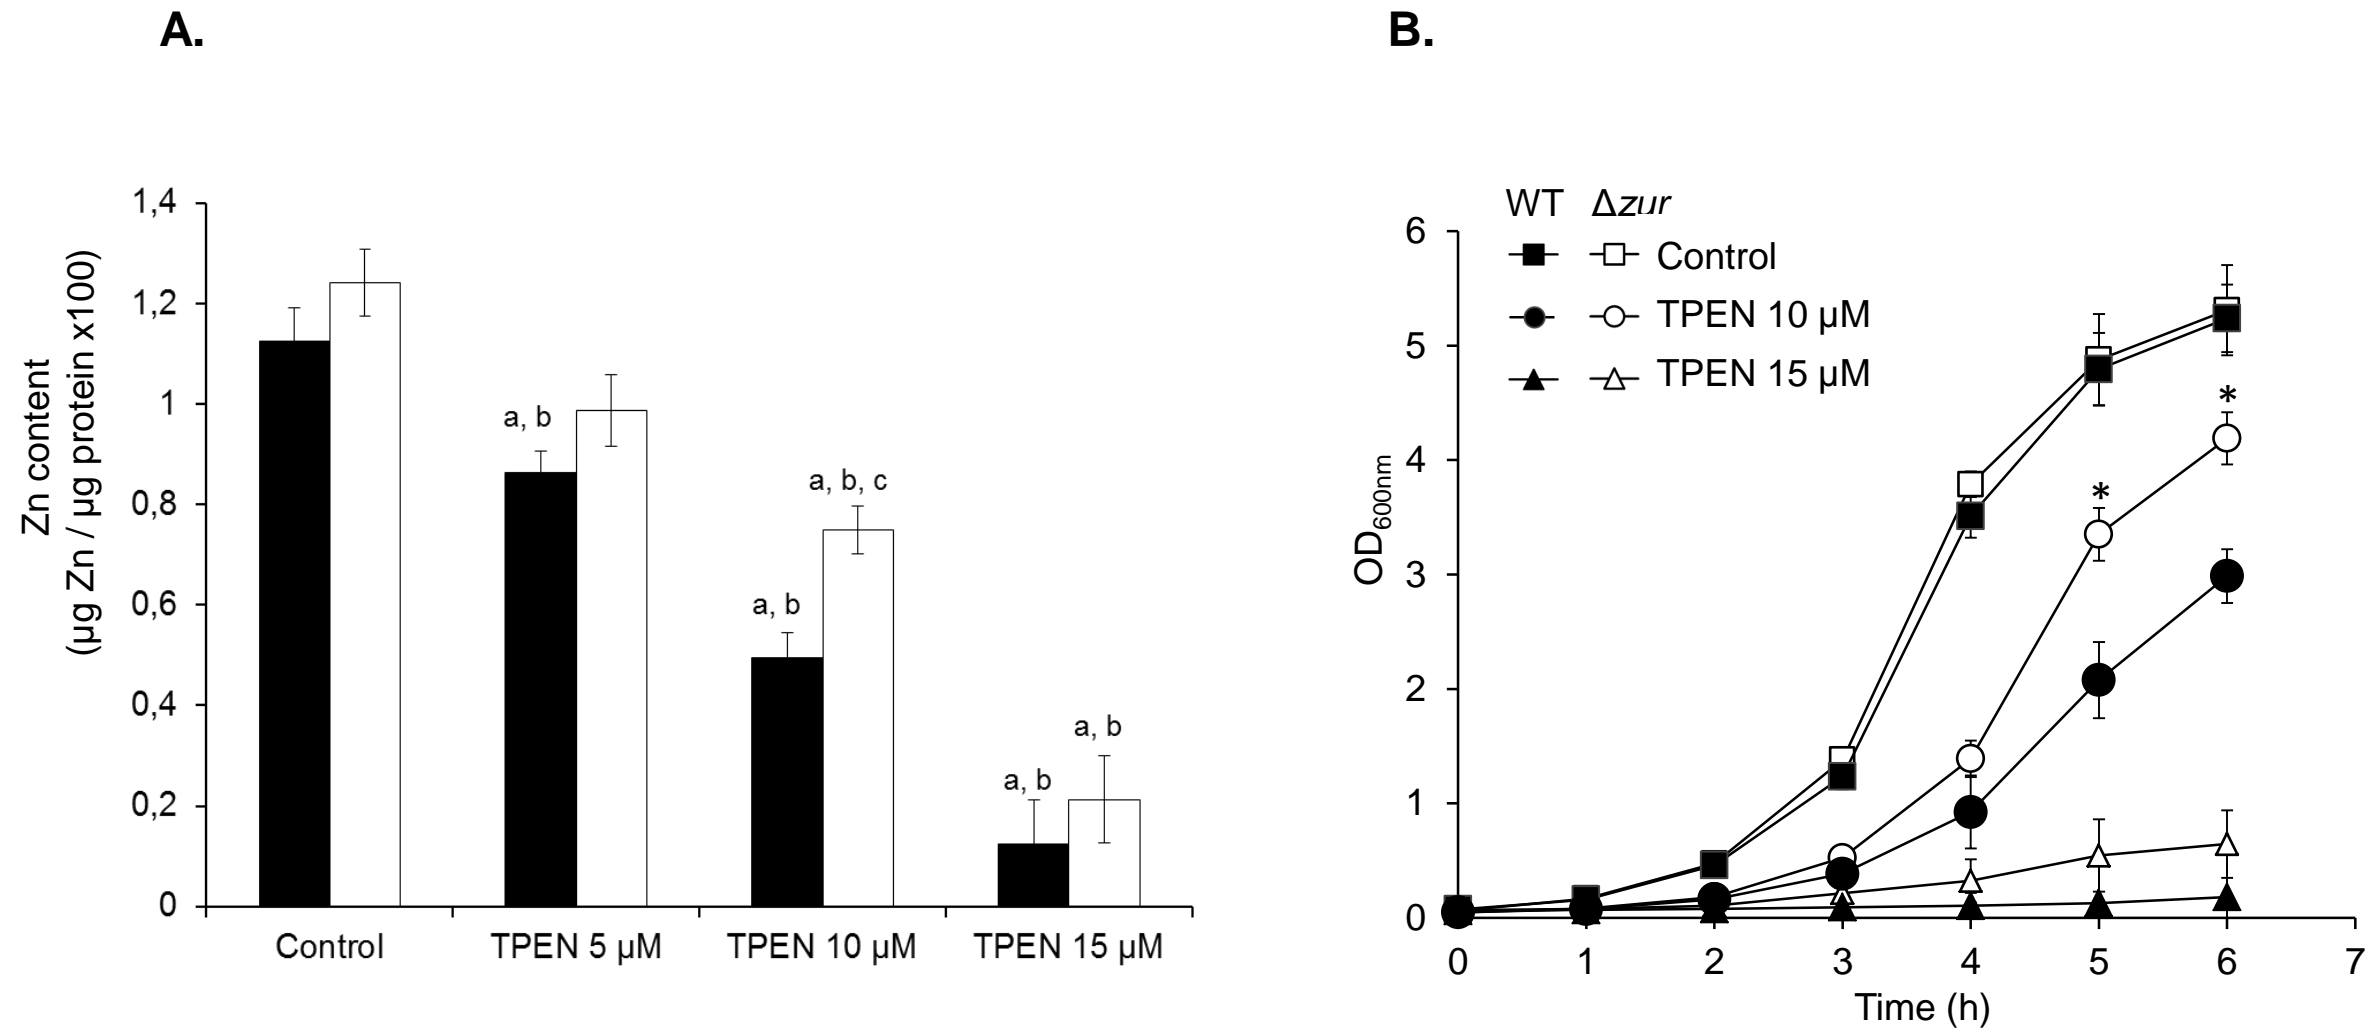 A.
Zn content
(µg Zn / µg protein x100)
1,4
1,2
1
0,8
0,6
0,4
0,2
0
a, b
a, b
a, b, c
a, b
a, b
Control
TPEN 5 µM
TPEN 10 µM
TPEN 15 µM
B.
WT Δzur
Control
TPEN 10 µM
TPEN 15 µM
OD600nm
6
5
4
3
2
1
0
*
*
0 1 2 3 4 5 6 7
Time (h)